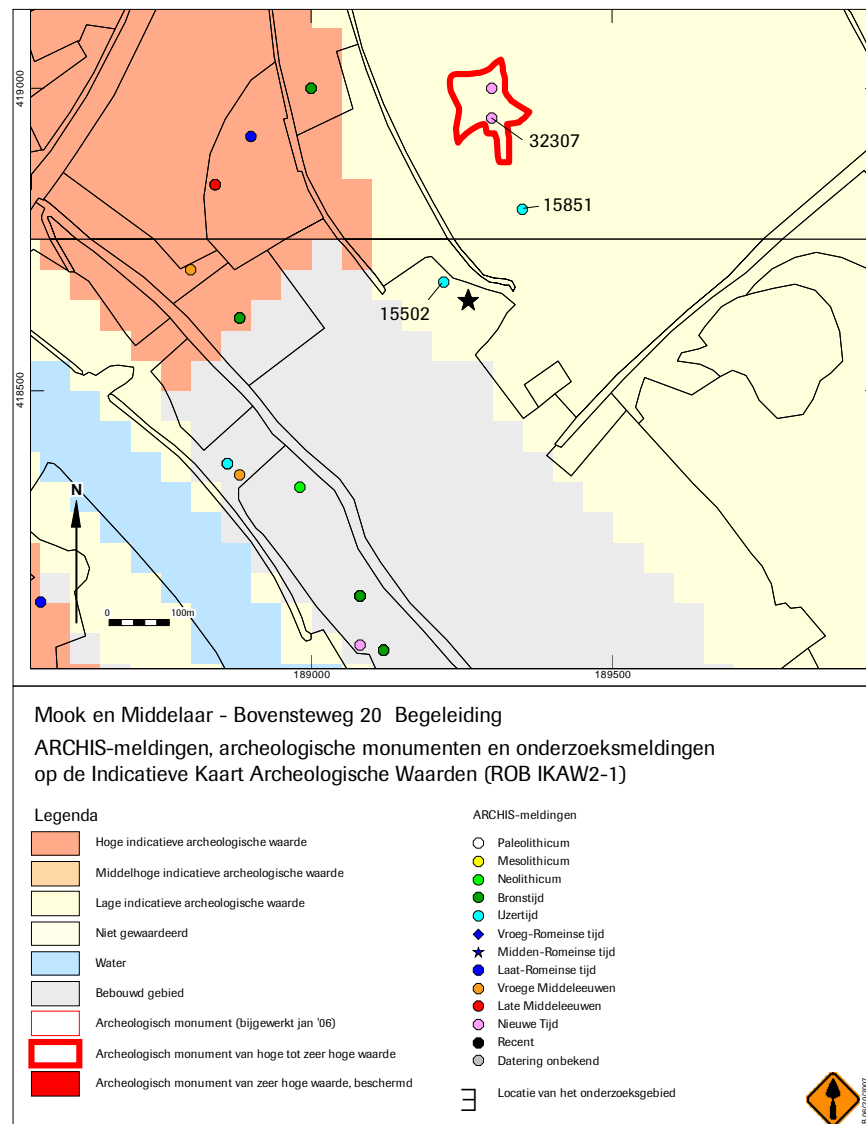 419000
32307
15851
15502
418500
N
0 100m
189000 189500
Mook en Middelaar - Bovensteweg 20 Begeleiding
ARCHIS-meldingen, archeologische monumenten en onderzoeksmeldingen
op de Indicatieve Kaart Archeologische Waarden (ROB IKAW2-1)
Legenda
Hoge indicatieve archeologische waarde
Middelhoge indicatieve archeologische waarde
Lage indicatieve archeologische waarde
Niet gewaardeerd
Water
Bebouwd gebied
Archeologisch monument (bijgewerkt jan '06)
Archeologisch monument van hoge tot zeer hoge waarde
Archeologisch monument van zeer hoge waarde, beschermd
ARCHIS-meldingen
Paleolithicum
Mesolithicum
Neolithicum
Bronstijd
IJzertijd
Vroeg-Romeinse tijd
Midden-Romeinse tijd
Laat-Romeinse tijd
Vroege Middeleeuwen
Late Middeleeuwen
Nieuwe Tijd
Recent
Datering onbekend
Locatie van het onderzoeksgebied